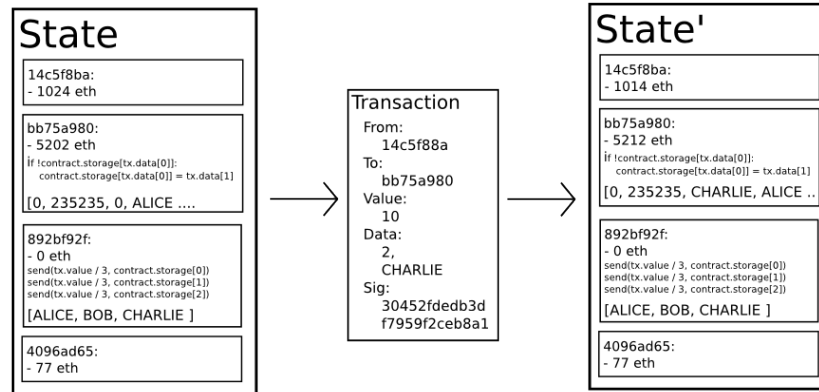 State
14c5f8ba:
- 1024 eth
bb75a980:
- 5202 eth
if !contract.storage[tx.data[0]]:
contract.storage[tx.data[0]] = tx.data[1]
[0, 235235, 0, ALICE ....
892bf92f:
- 0 eth
send(tx.value / 3, contract.storage[0])
send(tx.value / 3, contract.storage[1])
send(tx.value / 3, contract.storage[2])
[ALICE, BOB, CHARLIE ]
4096ad65:
- 77 eth
Transaction
From:
14c5f88a
To:
bb75a980
Value:
10
Data:
2,
CHARLIE
Sig:
30452fdedb3d
f7959f2ceb8a1
State'
14c5f8ba:
- 1014 eth
bb75a980:
- 5212 eth
if !contract.storage[tx.data[0]]:
contract.storage[tx.data[0]] = tx.data[1]
[0, 235235, CHARLIE, ALICE ..
892bf92f:
- 0 eth
send(tx.value / 3, contract.storage[0])
send(tx.value / 3, contract.storage[1])
send(tx.value / 3, contract.storage[2])
[ALICE, BOB, CHARLIE ]
4096ad65:
- 77 eth